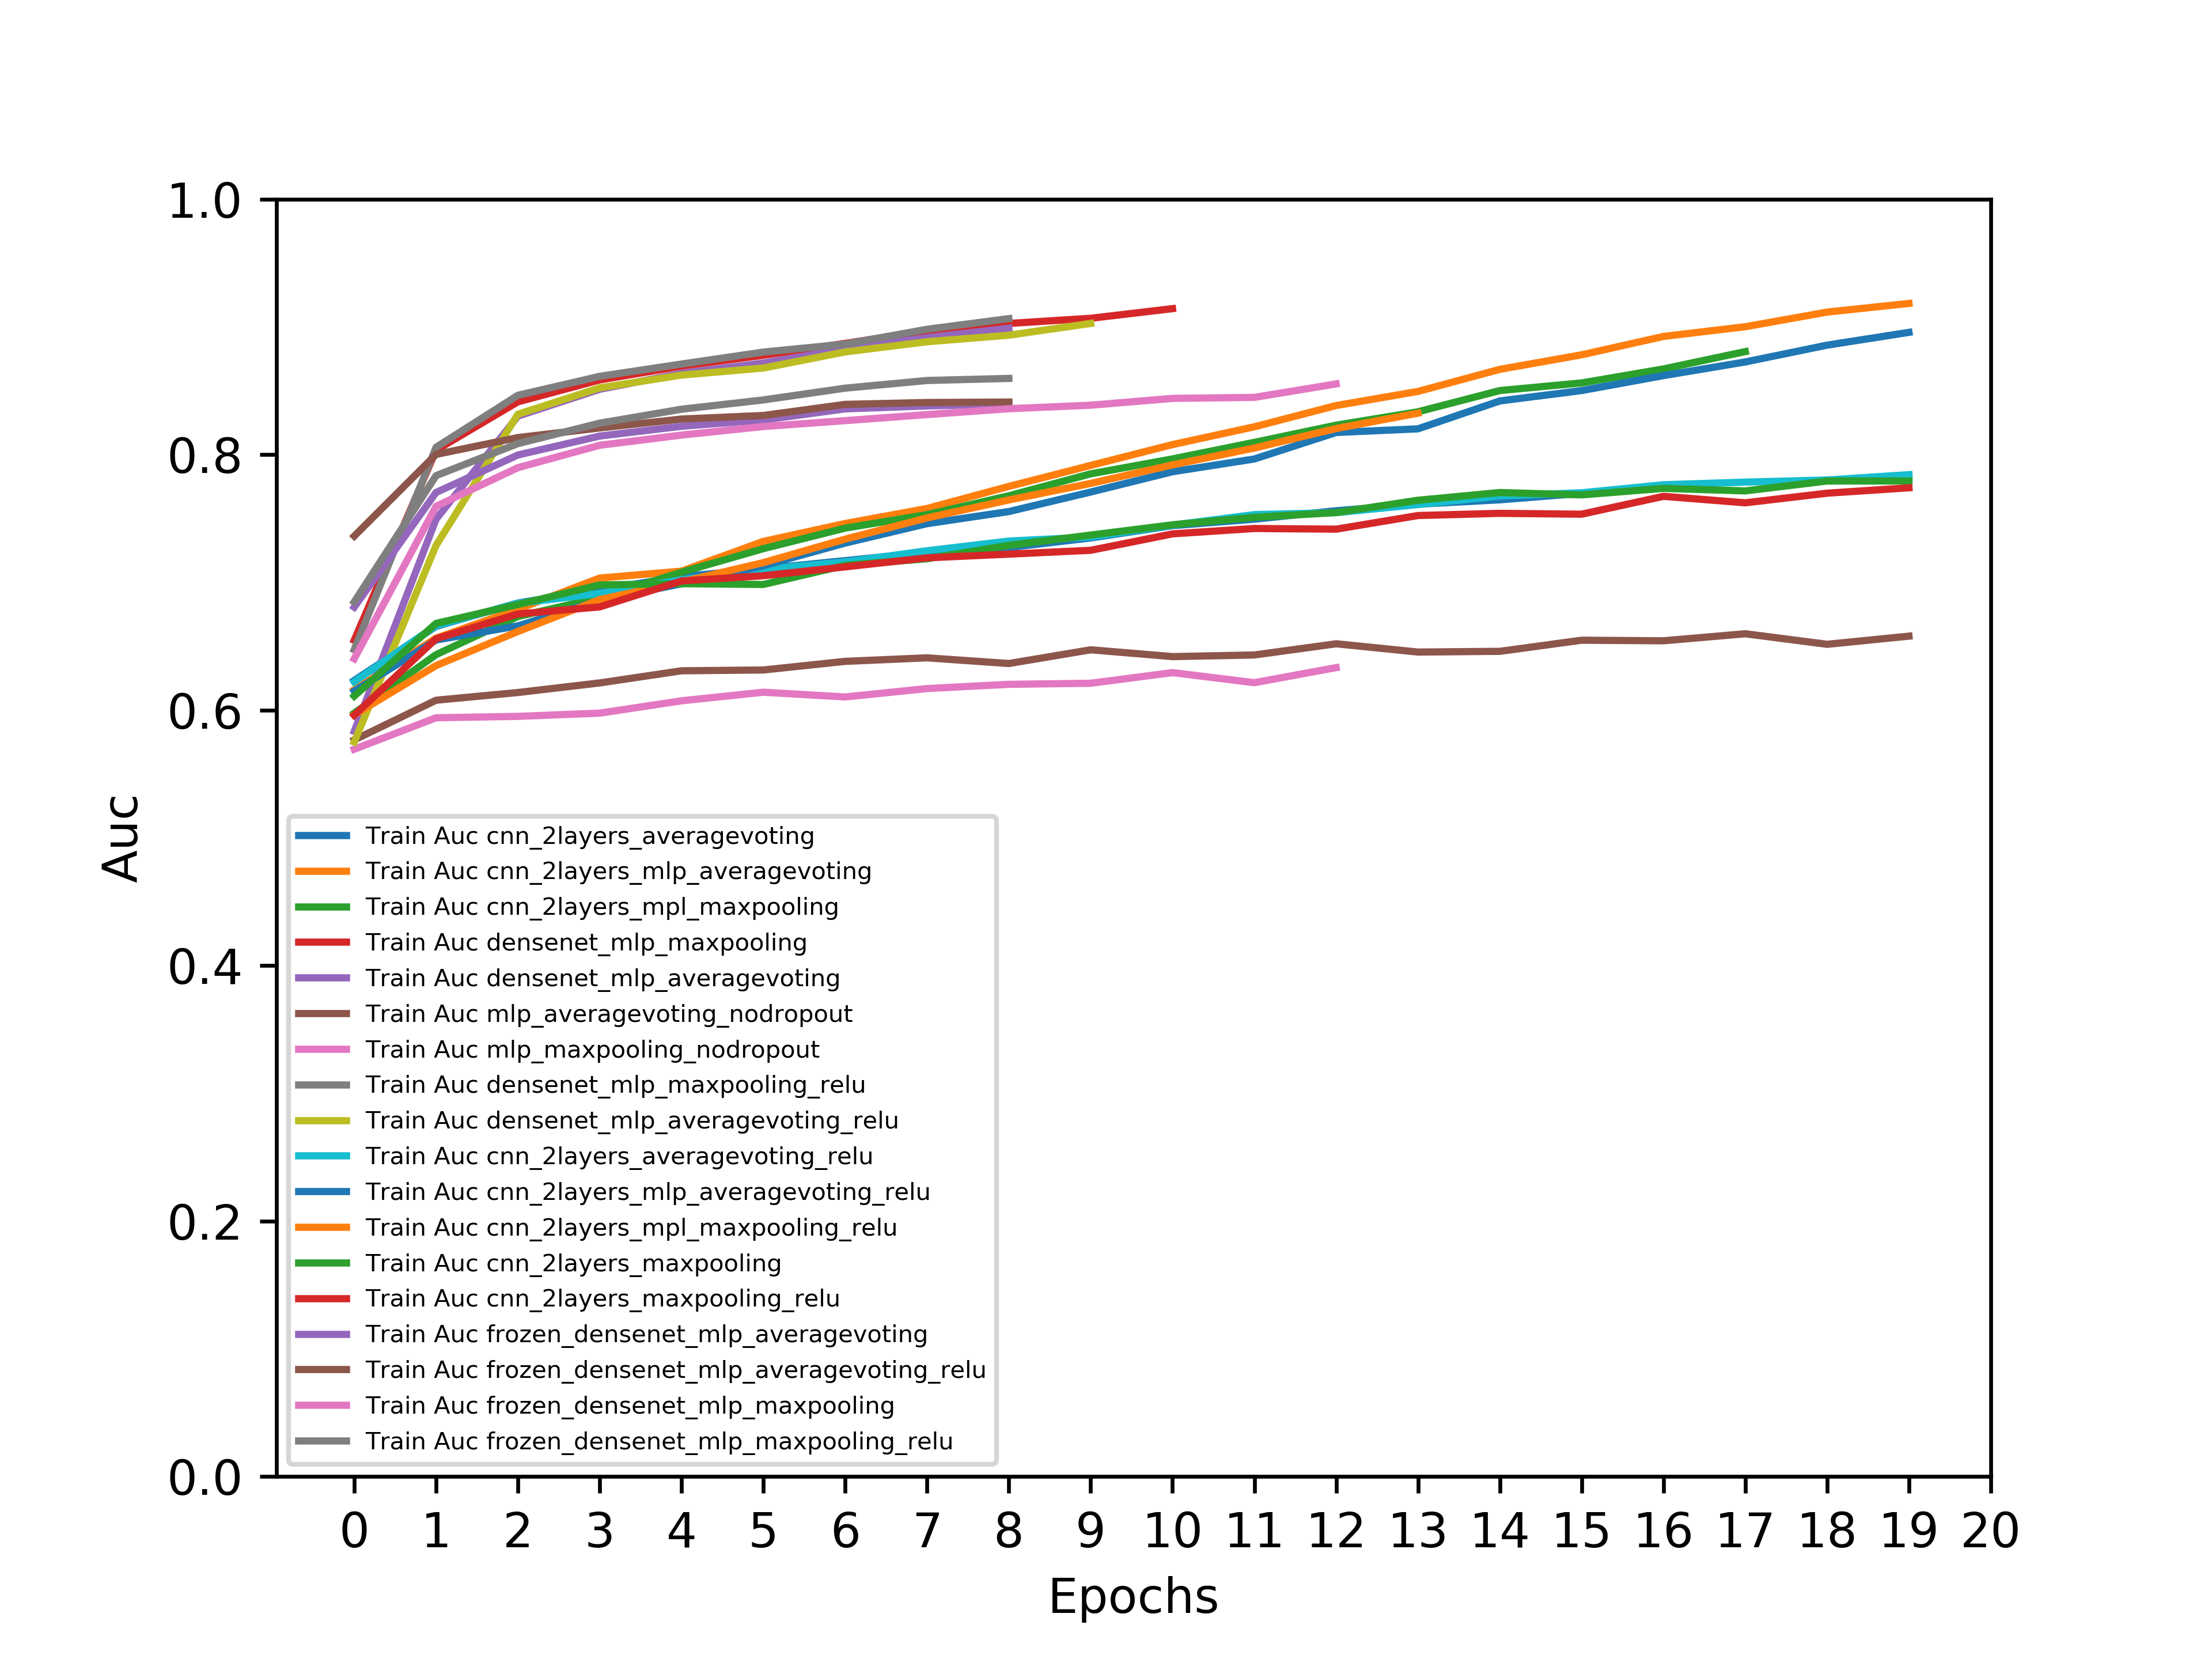 1.0
0.8
0.6
0.4
0.2
0.0
Auc
Train Auc cnn_2layers_averagevoting
Train Auc cnn_2layers_mlp_averagevoting
Train Auc cnn_2layers_mpl_maxpooling
Train Auc densenet_mlp_maxpooling
Train Auc densenet_mlp_averagevoting
Train Auc mlp_averagevoting_nodropout
Train Auc mlp_maxpooling_nodropout
Train Auc densenet_mlp_maxpooling_relu
Train Auc densenet_mlp_averagevoting_relu
Train Auc cnn_2layers_averagevoting_relu
Train Auc cnn_2layers_mlp_averagevoting_relu
Train Auc cnn_2layers_mpl_maxpooling_relu
Train Auc cnn_2layers_maxpooling
Train Auc cnn_2layers_maxpooling_relu
Train Auc frozen_densenet_mlp_averagevoting
Train Auc frozen_densenet_mlp_averagevoting_relu
Train Auc frozen_densenet_mlp_maxpooling
Train Auc frozen_densenet_mlp_maxpooling_relu
0 1 2 3 4 5 6 7 8 9 10 11 12 13 14 15 16 17 18 19 20
Epochs